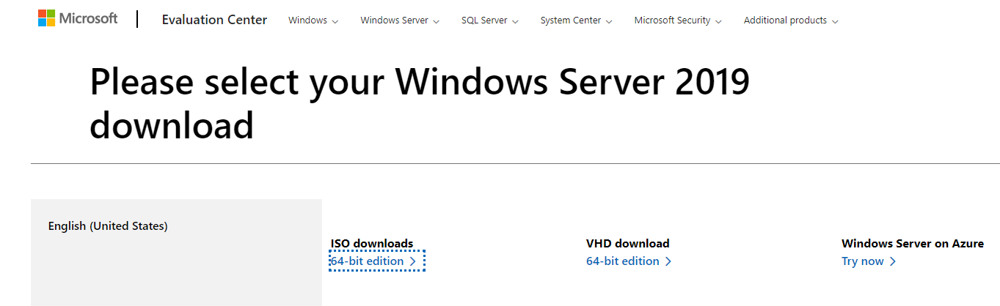 Microsoft Evaluation Center Windows Windows Server SQL Server System Center Microsoft Security Additional products
Please select your Windows Server 2019
download
English (United States)
ISO downloads VHD download Windows Server on Azure
64-bit edition 64-bit edition Try now